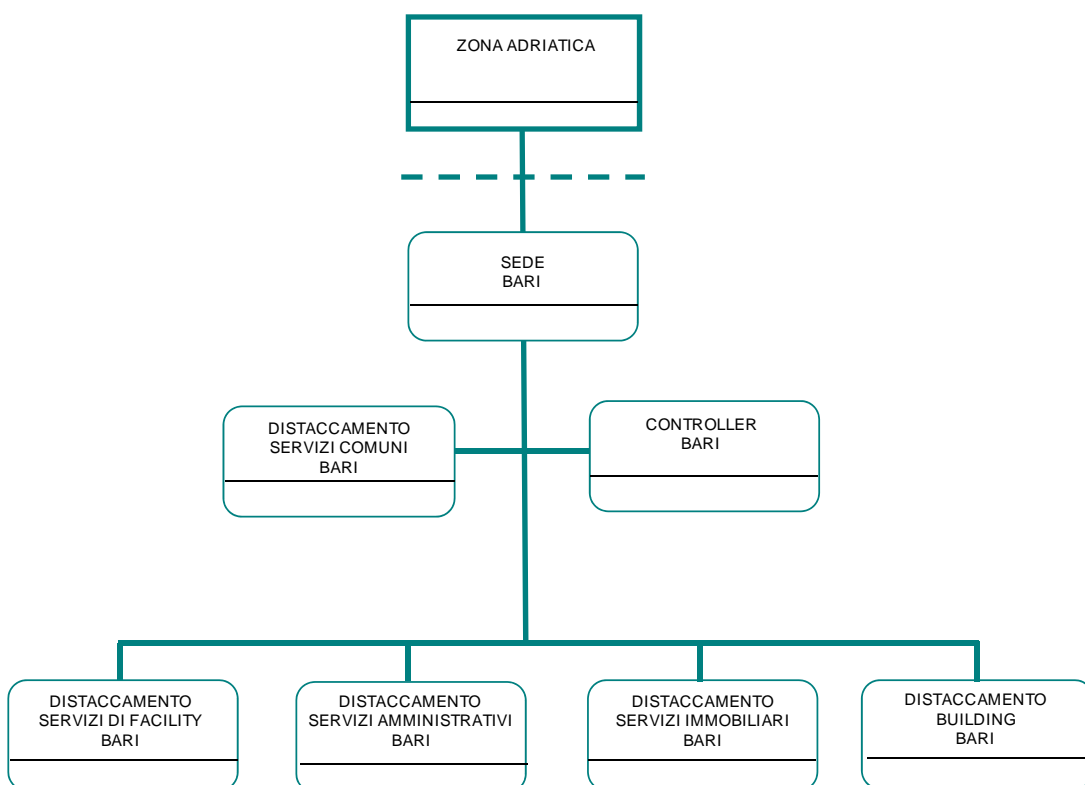 ZONA ADRIATICA
SEDE
BARI
DISTACCAMENTO
SERVIZI COMUNI
BARI
CONTROLLER
BARI
DISTACCAMENTO
SERVIZI DI FACILITY
BARI
DISTACCAMENTO
SERVIZI AMMINISTRATIVI
BARI
DISTACCAMENTO
SERVIZI IMMOBILIARI
BARI
DISTACCAMENTO
BUILDING
BARI